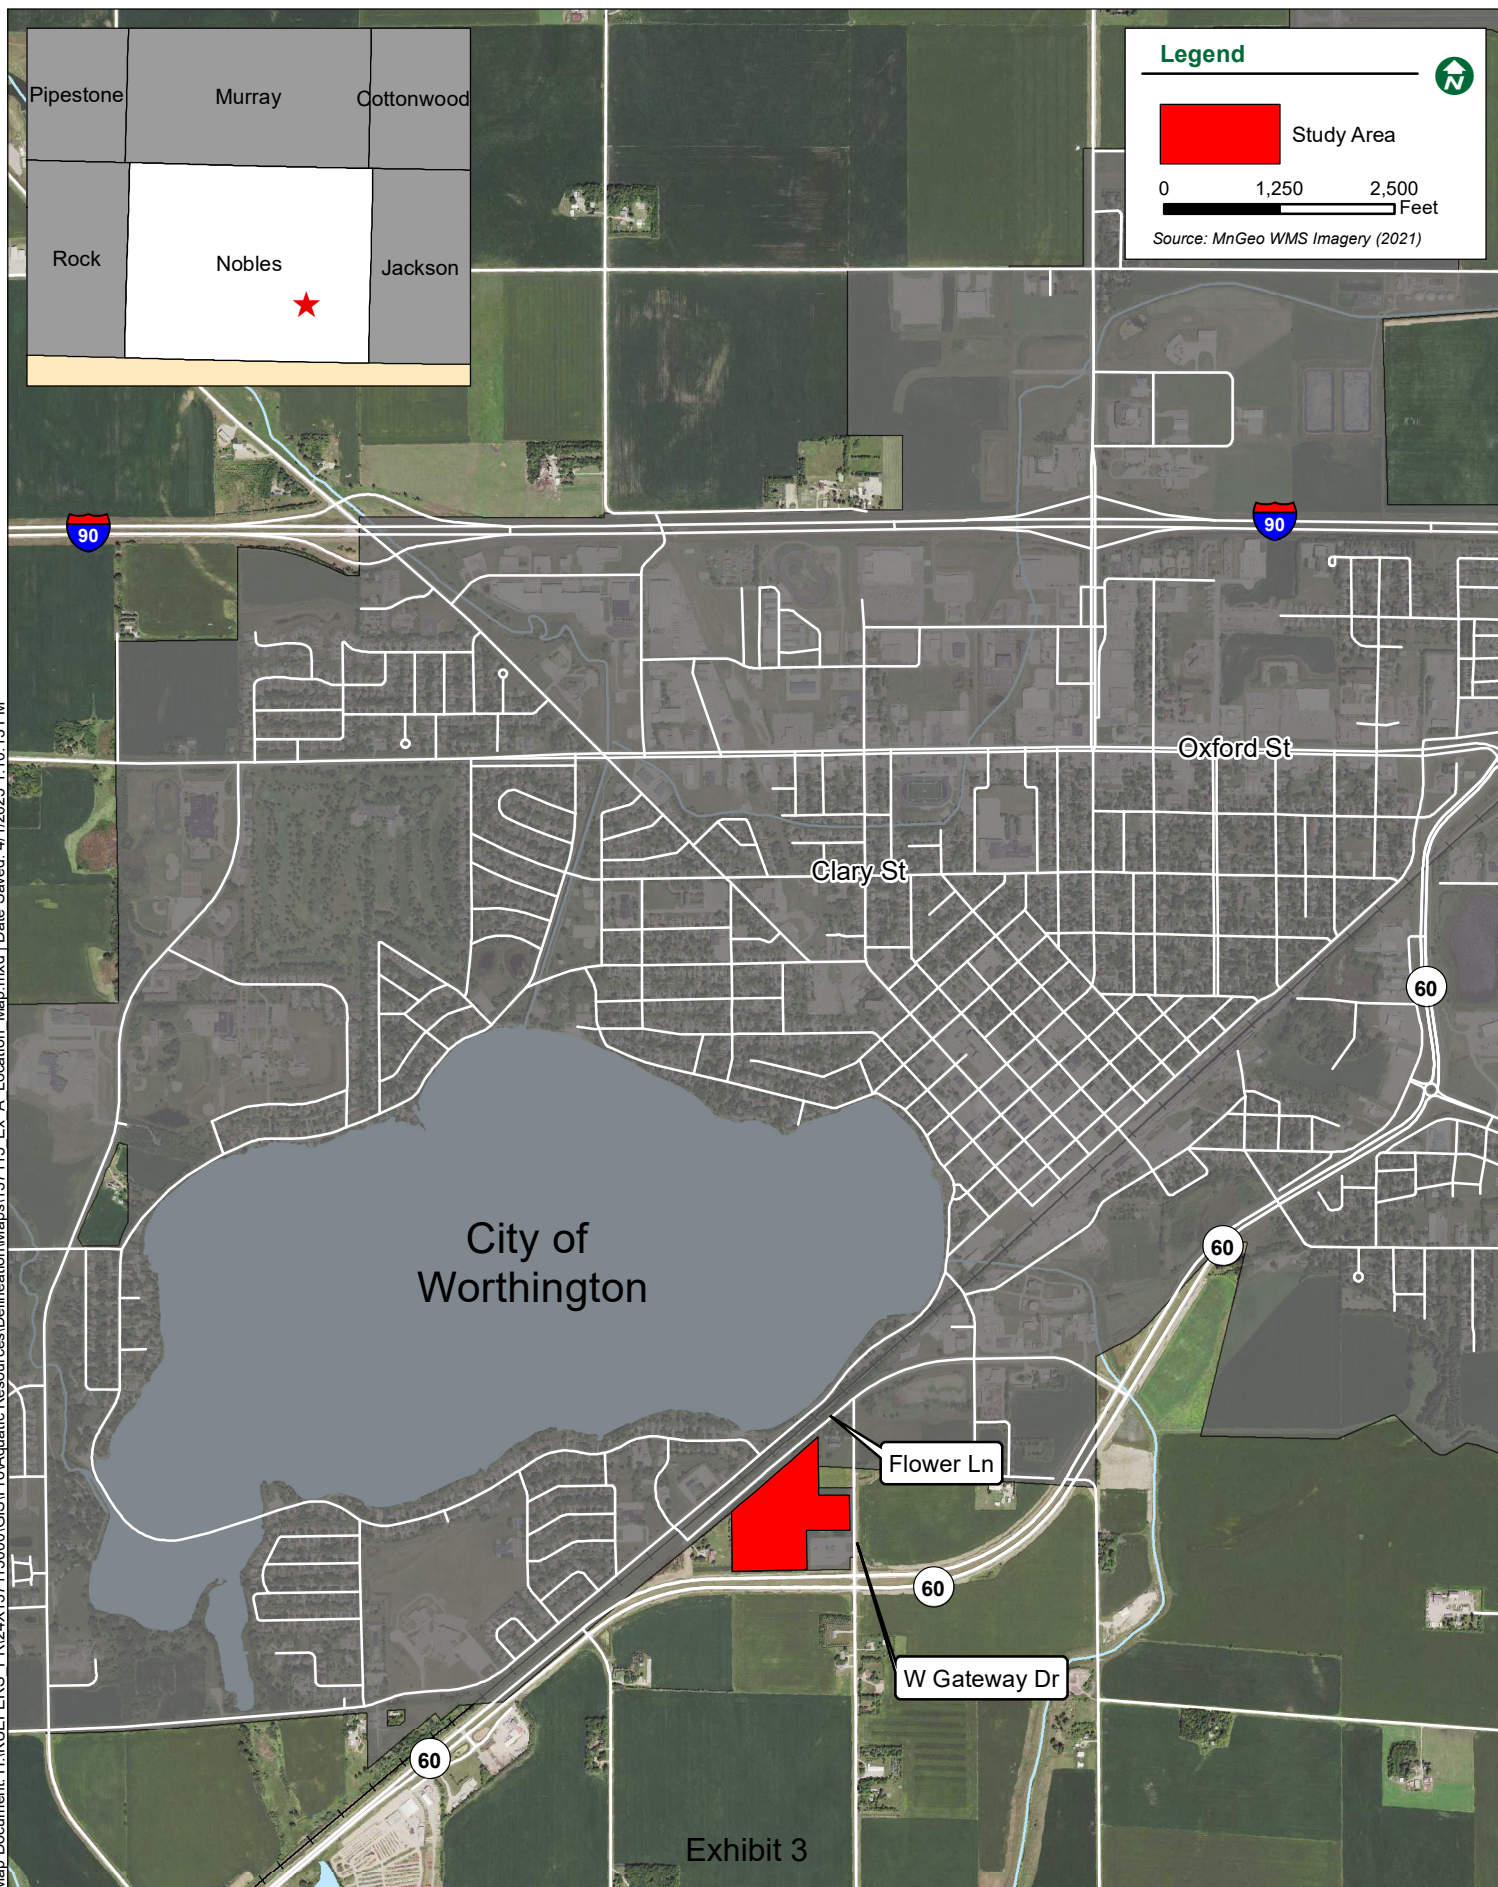 Pipestone
Murray
Cottonwood
Rock
Nobles
Jackson
Legend
N
Study Area
0 1,250 2,500
Feet
Source: MnGeo WMS Imagery (2021)
90
90
Oxford St
Clary St
60
60
City of
Worthington
Flower Ln
60
W Gateway Dr
60
Exhibit 3